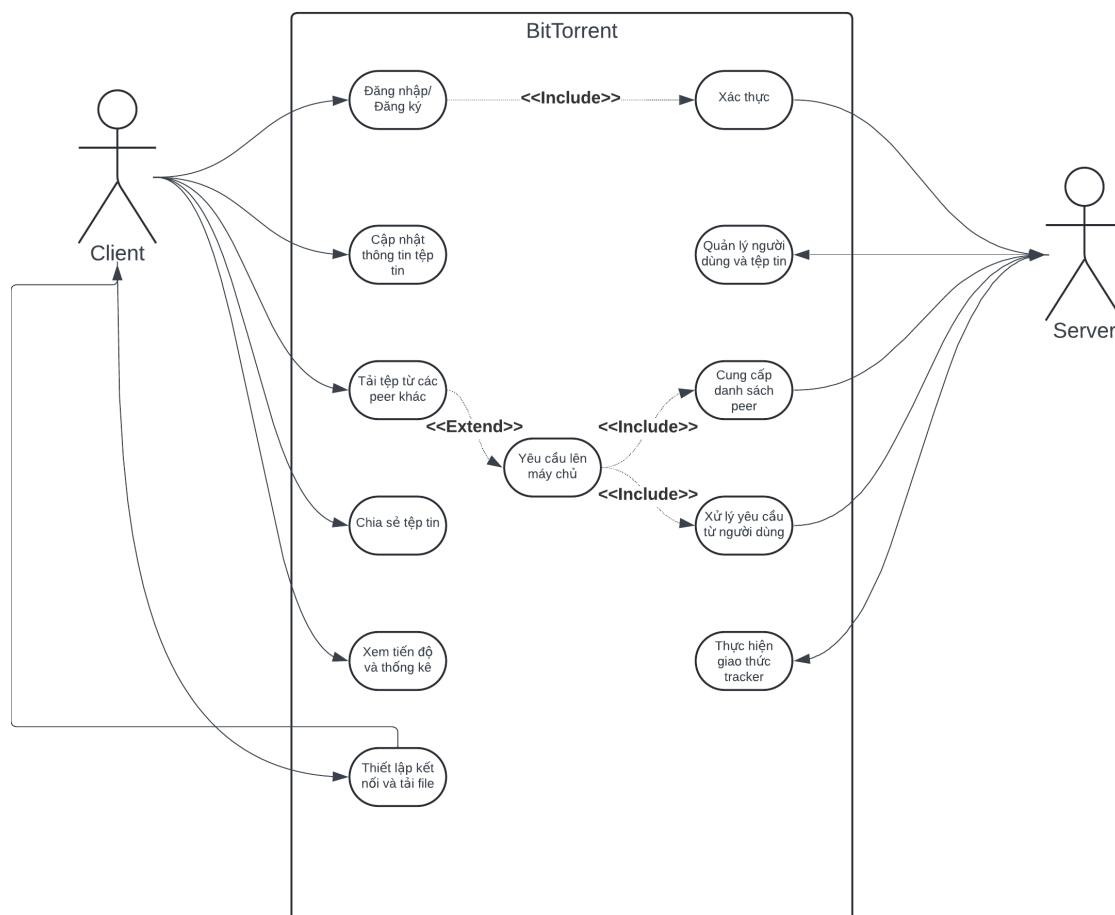 BitTorrent
Đăng nhập/
Đăng ký
<<Include>>
Xác thực
Client
Cập nhật
thông tin tệp
tin
Quản lý người
dùng và tệp tin
Server
Tải tệp từ các
peer khác
Cung cấp
danh sách
peer
<<Extend>>
<<Include>>
Yêu cầu lên
máy chủ
<<Include>>
Chia sẻ tệp tin
Xử lý yêu cầu
từ người dùng
Xem tiến độ
và thống kê
Thực hiện
giao thức
tracker
Thiết lập kết
nối và tải file